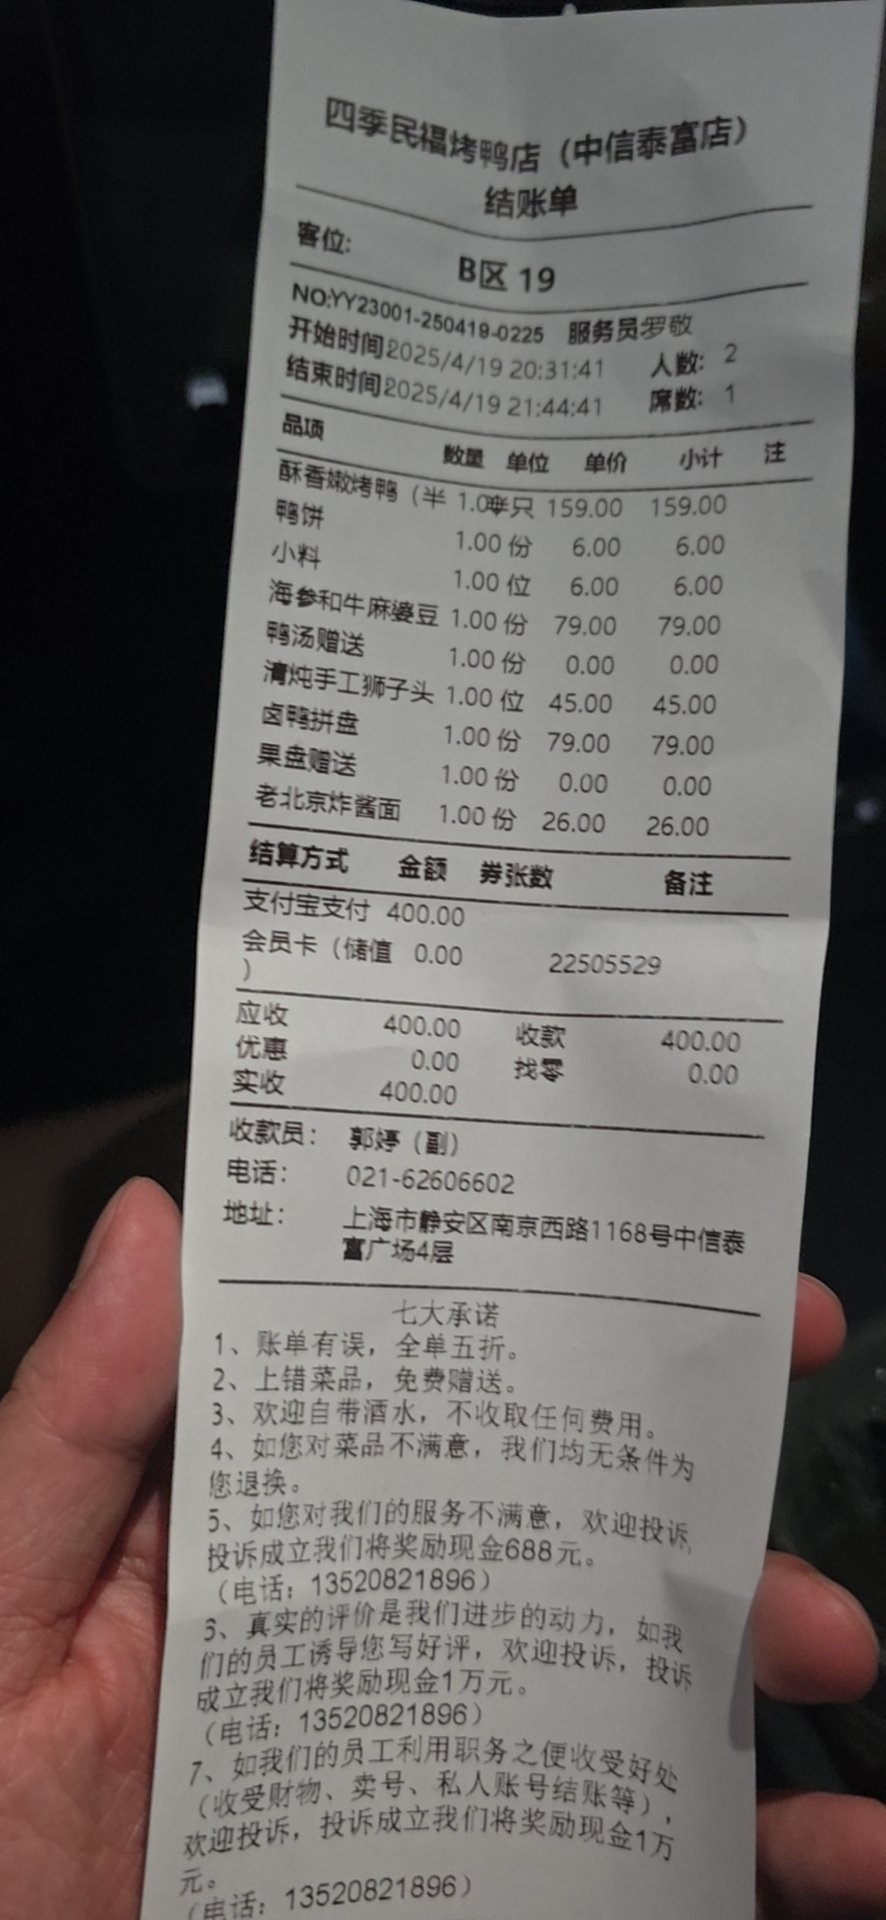 四季民福烤鸭店（中信泰富店）
结账单
客位: B区 19
NO:YY23001-250419-0225 服务员罗敬
开始时间2025/4/19 20:31:41 人数: 2
结束时间2025/4/19 21:44:41 席数: 1
品项 数量 单位 单价 小计 注
酥香嫩烤鸭（半 1.00半只 159.00 159.00
鸭饼 1.00 份 6.00 6.00
小料 1.00 位 6.00 6.00
海参和牛麻婆豆 1.00 份 79.00 79.00
鸭汤赠送 1.00 份 0.00 0.00
清炖手工狮子头 1.00 位 45.00 45.00
卤鸭拼盘 1.00 份 79.00 79.00
果盘赠送 1.00 份 0.00 0.00
老北京炸酱面 1.00 份 26.00 26.00
结算方式 金额 券张数 备注
支付宝支付 400.00
会员卡（储值 0.00 22505529
）
应收 400.00 收款 400.00
优惠 0.00 找零 0.00
实收 400.00
收款员： 郭婷（副）
电话： 021-62606602
地址： 上海市静安区南京西路1168号中信泰
富广场4层
七大承诺
1、账单有误，全单五折。
2、上错菜品，免费赠送。
3、欢迎自带酒水，不收取任何费用。
4、如您对菜品不满意，我们均无条件为
您退换。
5、如您对我们的服务不满意，欢迎投诉，
投诉成立我们将奖励现金688元。
（电话：13520821896）
6、真实的评价是我们进步的动力，如我
们的员工诱导您写好评，欢迎投诉，投诉
成立我们将奖励现金1万元。
（电话：13520821896）
7、如我们的员工利用职务之便收受好处
（收受财物、卖号、私人账号结账等），
欢迎投诉，投诉成立我们将奖励现金1万
元。
（电话：13520821896）